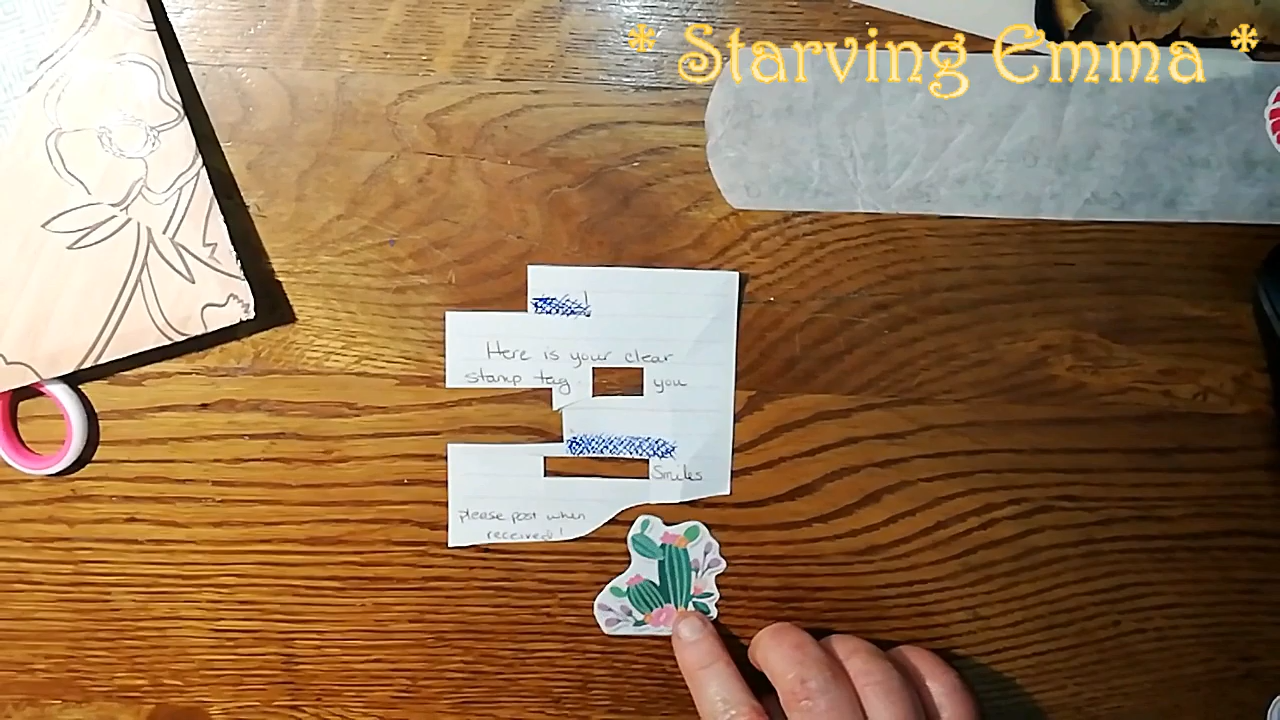 * Starving Emma *
Here is your clear
stamp tag you
Smiles
please post when
received!